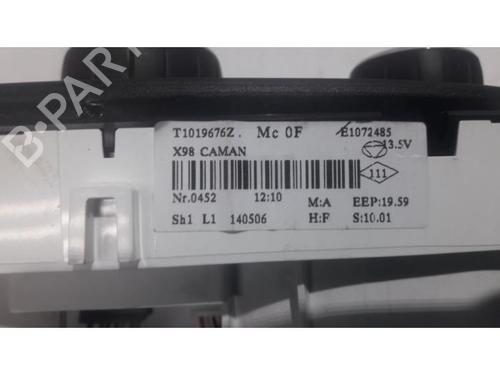 B-PARTS
T1019676Z. Mc 0F E1072485
X98 CAMAN 13.5V
111
Nr.0452 12:10 M:A EEP:19.59
Sh1 L1 140506 H:F S:10.01